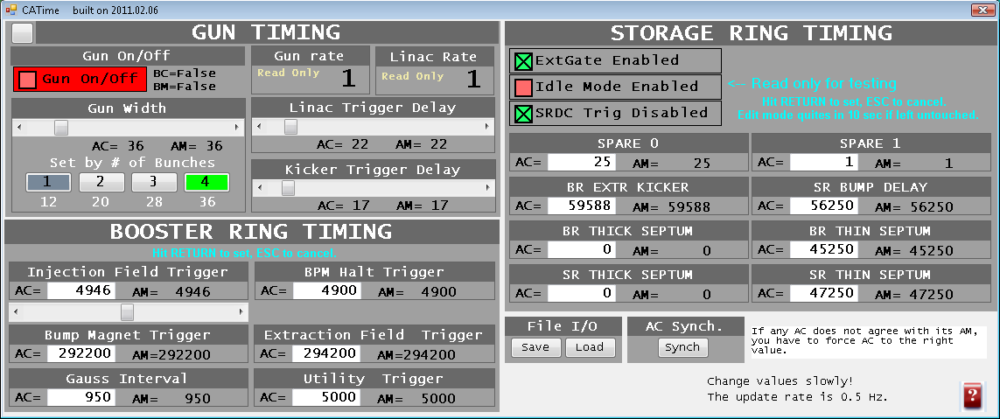 CATime built on 2011.02.06
GUN TIMING
Gun On/Off
Gun On/Off
BC=False
BM=False
Gun rate
Read Only 1
Linac Rate
Read Only 1
Gun Width
AC= 36 AM= 36
Set by # of Bunches
1 2 3 4
12 20 28 36
Linac Trigger Delay
AC= 22 AM= 22
Kicker Trigger Delay
AC= 17 AM= 17
BOOSTER RING TIMING
Hit RETURN to set, ESC to cancel.
Injection Field Trigger
AC= 4946 AM= 4946
BPM Halt Trigger
AC= 4900 AM= 4900
Bump Magnet Trigger
AC= 292200 AM=292200
Extraction Field Trigger
AC= 294200 AM=294200
Gauss Interval
AC= 950 AM= 950
Utility Trigger
AC= 5000 AM= 5000
STORAGE RING TIMING
ExtGate Enabled
Idle Mode Enabled
SRDC Trig Disabled
<-- Read only for testing
Hit RETURN to set, ESC to cancel.
Edit mode quites in 10 sec if left untouched.
SPARE 0
AC= 25 AM= 25
SPARE 1
AC= 1 AM= 1
BR EXTR KICKER
AC= 59588 AM= 59588
SR BUMP DELAY
AC= 56250 AM= 56250
BR THICK SEPTUM
AC= 0 AM= 0
BR THIN SEPTUM
AC= 45250 AM= 45250
SR THICK SEPTUM
AC= 0 AM= 0
SR THIN SEPTUM
AC= 47250 AM= 47250
File I/O
Save Load
AC Synch.
Synch
If any AC does not agree with its AM,
you have to force AC to the right
value.
Change values slowly!
The update rate is 0.5 Hz.
?